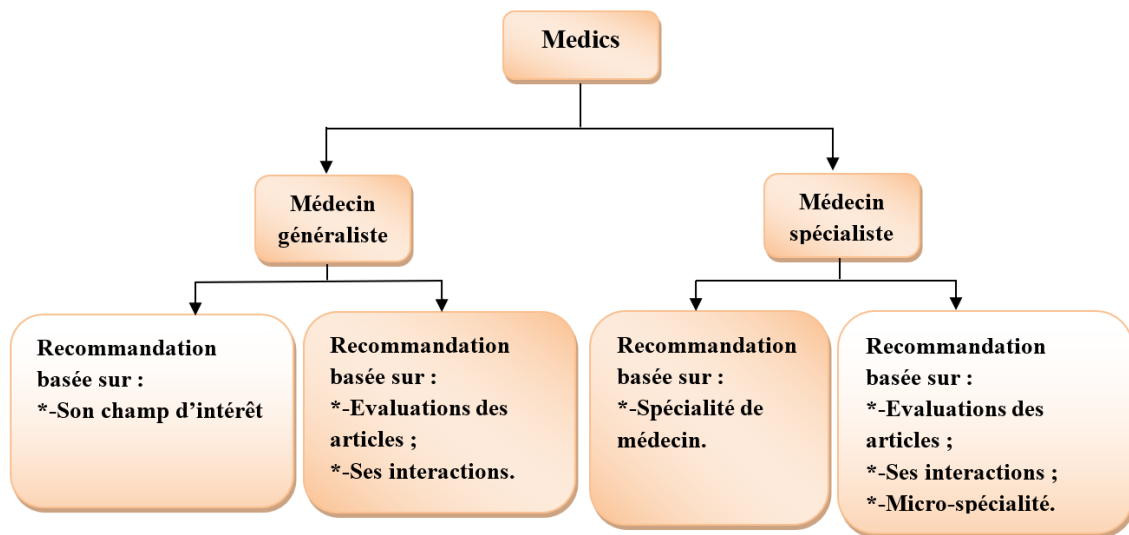 Medics
Médecin
généraliste
Médecin
spécialiste
Recommandation
basée sur :
*-Son champ d’intérêt
Recommandation
basée sur :
*-Evaluations des
articles ;
*-Ses interactions.
Recommandation
basée sur :
*-Spécialité de
médecin.
Recommandation
basée sur :
*-Evaluations des
articles ;
*-Ses interactions ;
*-Micro-spécialité.